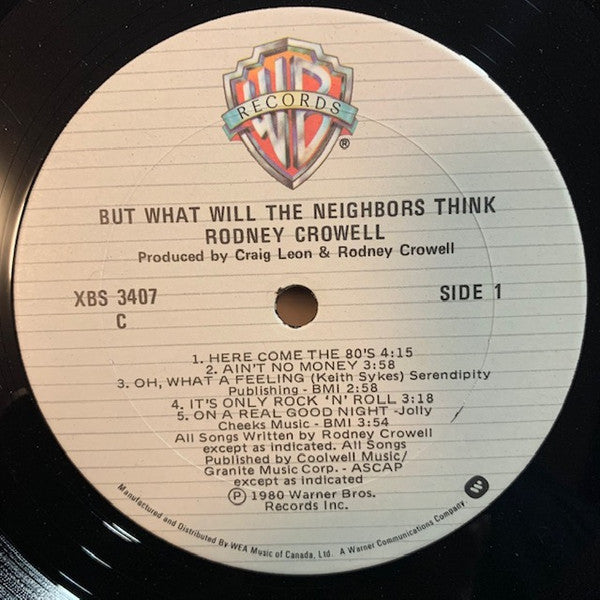 WB
RECORDS
®
BUT WHAT WILL THE NEIGHBORS THINK
RODNEY CROWELL
Produced by Craig Leon & Rodney Crowell
XBS 3407
SIDE 1
C
1. HERE COME THE 80'S 4:15
2. AIN'T NO MONEY 3:58
3. OH, WHAT A FEELING (Keith Sykes) Serendipity
Publishing - BMI 2:58
4. IT'S ONLY ROCK 'N' ROLL 3:18
5. ON A REAL GOOD NIGHT -Jolly
Cheeks Music - BMI 3:54
All Songs Written by Rodney Crowell
except as indicated. All Songs
Published by Coolwell Music/
Granite Music Corp. - ASCAP
except as indicated
Ⓟ 1980 Warner Bros.
Records Inc.
Manufactured and Distributed By WEA Music of Canada, Ltd. A Warner Communications Company